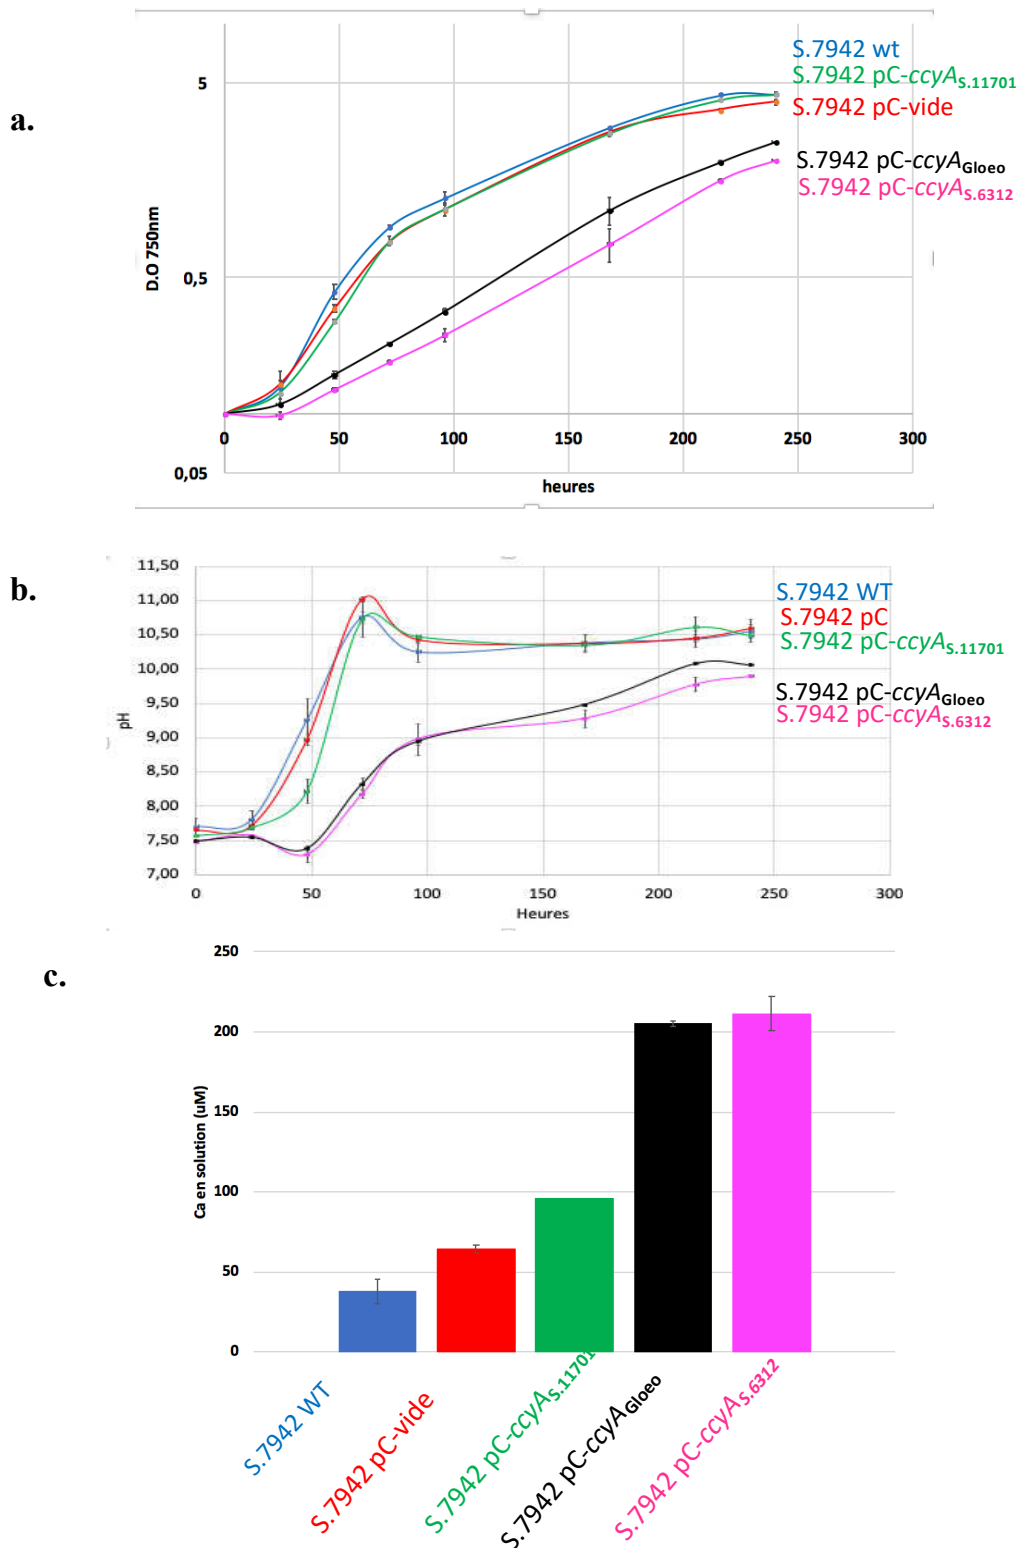 a.
S.7942 wt
S.7942 pC-ccyAS.11701
S.7942 pC-vide
S.7942 pC-ccyAGloeo
S.7942 pC-ccyAS.6312
D.O 750nm
5
0,5
0,05
0 50 100 150 200 250 300
heures
b.
S.7942 WT
S.7942 pC
S.7942 pC-ccyAS.11701
S.7942 pC-ccyAGloeo
S.7942 pC-ccyAS.6312
pH
11,50
11,00
10,50
10,00
9,50
9,00
8,50
8,00
7,50
7,00
0 50 100 150 200 250 300
Heures
c.
Ca en solution (uM)
250
200
150
100
50
0
S.7942 WT
S.7942 pC-vide
S.7942 pC-ccyAS.11701
S.7942 pC-ccyAGloeo
S.7942 pC-ccyAS.6312